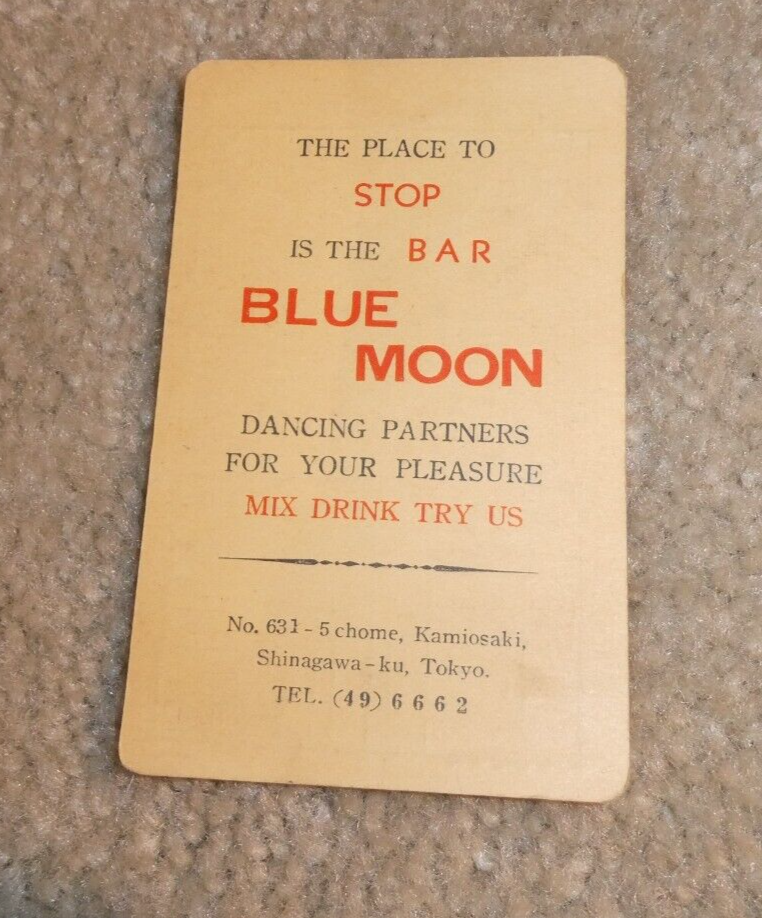 THE PLACE TO
STOP
IS THE BAR
BLUE
MOON
DANCING PARTNERS
FOR YOUR PLEASURE
MIX DRINK TRY US
No. 631-5 chome, Kamiosaki,
Shinagawa-ku, Tokyo.
TEL. (49) 6 6 6 2